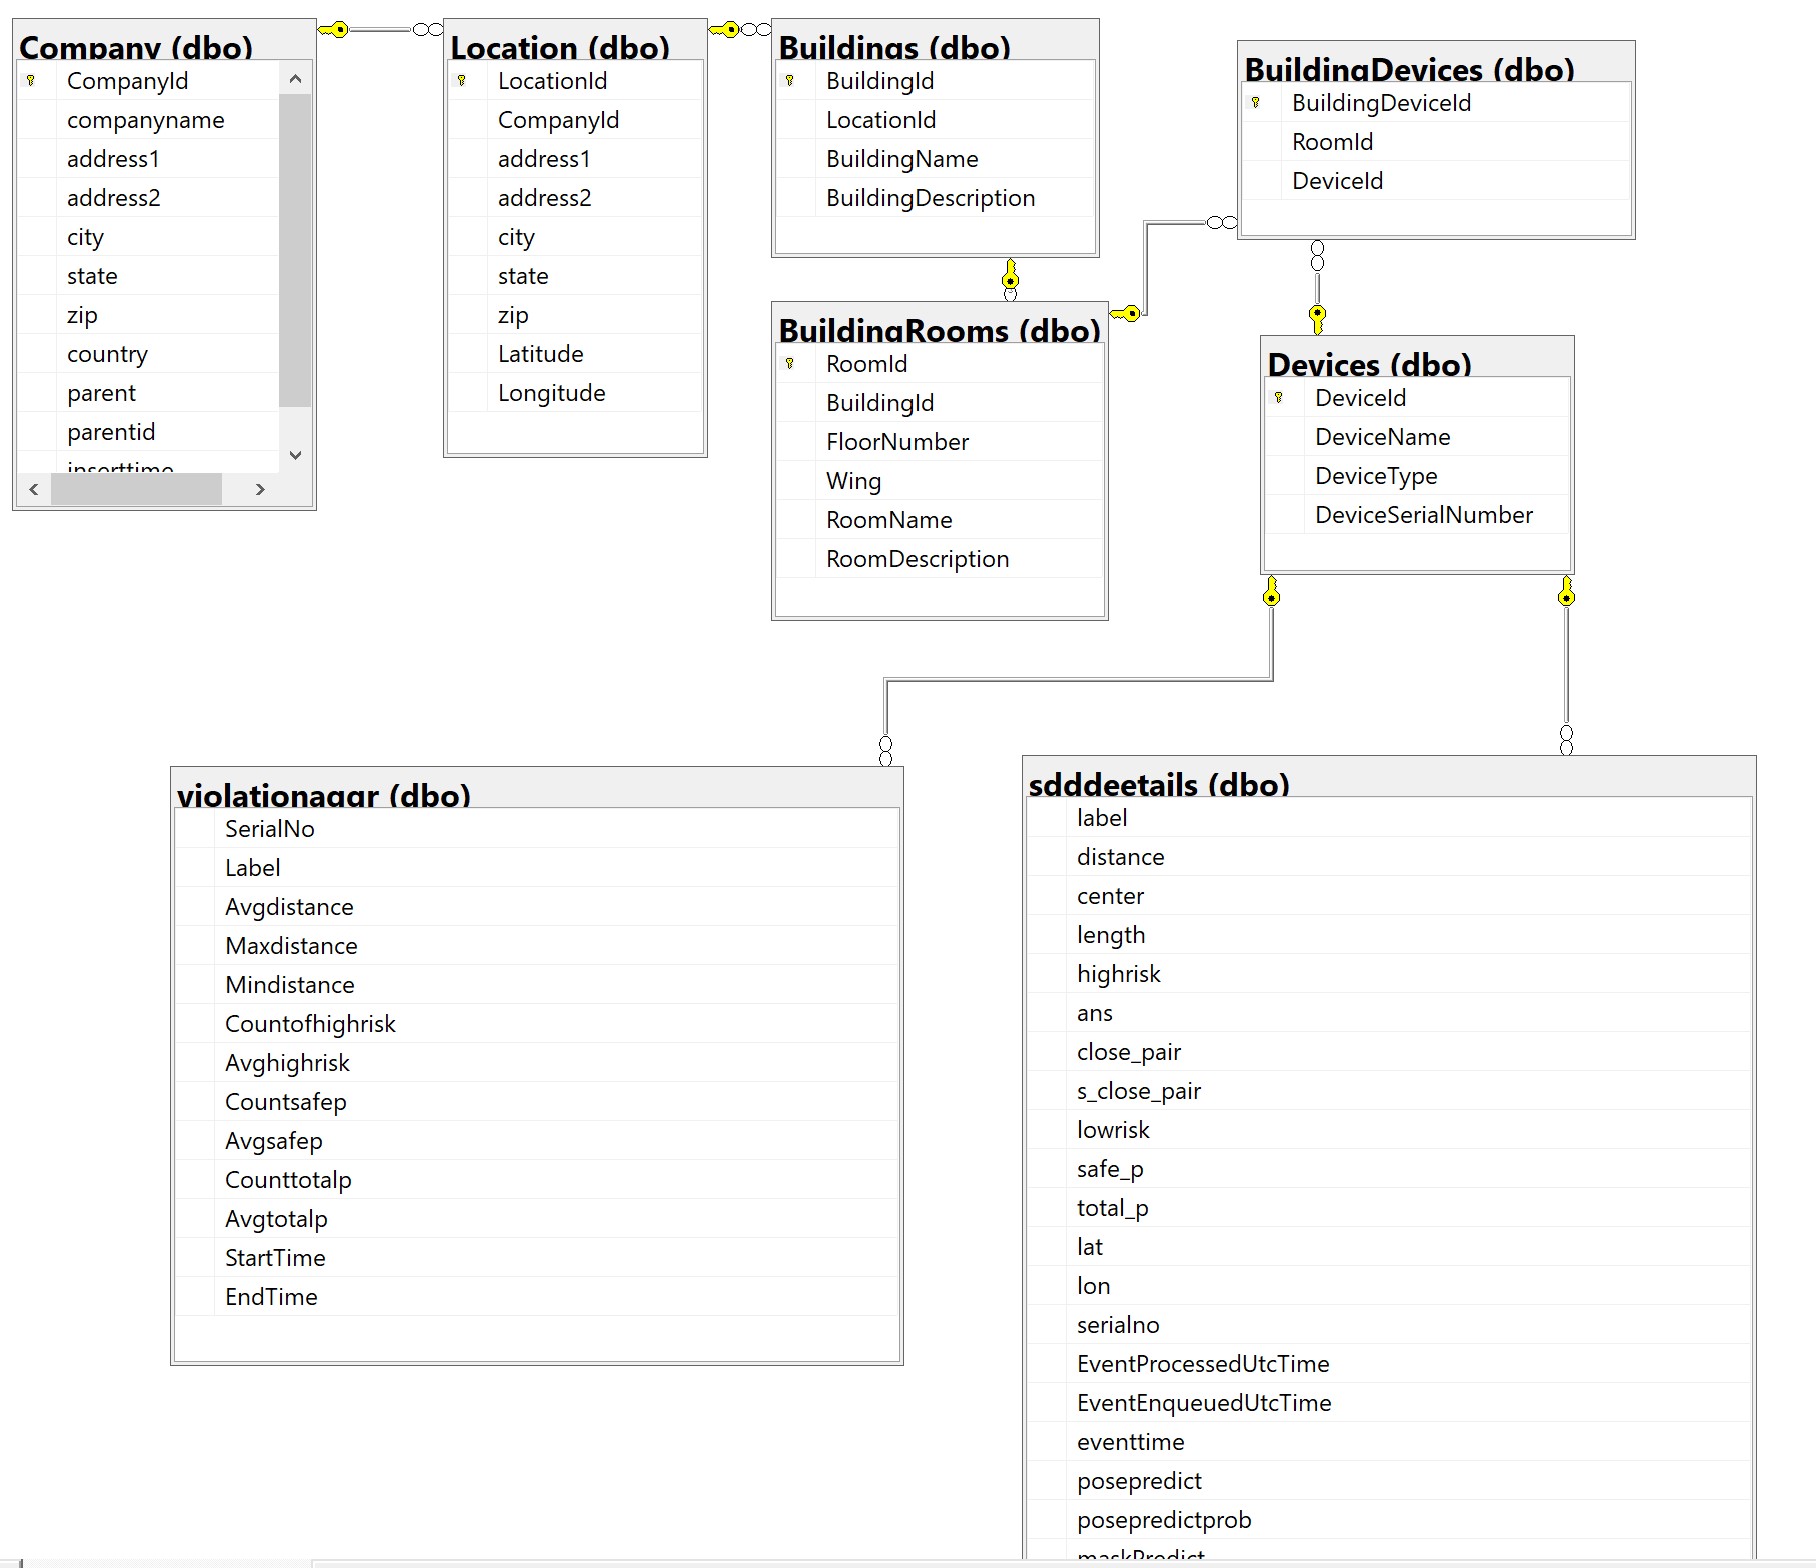 Company (dbo)
CompanyId
companyname
address1
address2
city
state
zip
country
parent
parentid
inserttime
Location (dbo)
LocationId
CompanyId
address1
address2
city
state
zip
Latitude
Longitude
Buildings (dbo)
BuildingId
LocationId
BuildingName
BuildingDescription
BuildingDevices (dbo)
BuildingDeviceId
RoomId
DeviceId
BuildingRooms (dbo)
RoomId
BuildingId
FloorNumber
Wing
RoomName
RoomDescription
Devices (dbo)
DeviceId
DeviceName
DeviceType
DeviceSerialNumber
violationaggr (dbo)
SerialNo
Label
Avgdistance
Maxdistance
Mindistance
Countofhighrisk
Avghighrisk
Countsafep
Avgsafep
Counttotalp
Avgtotalp
StartTime
EndTime
sdddeetails (dbo)
label
distance
center
length
highrisk
ans
close_pair
s_close_pair
lowrisk
safe_p
total_p
lat
lon
serialno
EventProcessedUtcTime
EventEnqueuedUtcTime
eventtime
posepredict
posepredictprob
maskPredict